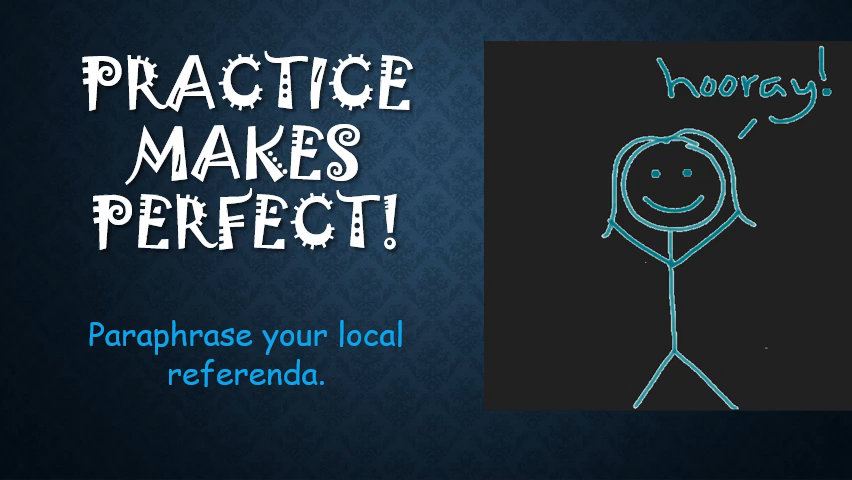 PRACTICE
MAKES
PERFECT!
Paraphrase your local
referenda.
hooray!